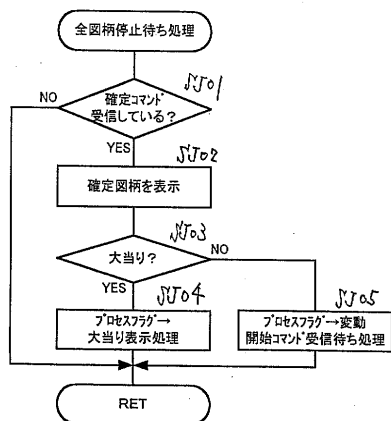 全図柄停止待ち処理
SJ01
NO
確定コマンド
受信している？
YES
SJ02
確定図柄を表示
SJ03
大当り？
NO
YES
SJ04
SJ05
プロセスフラグ→
大当り表示処理
プロセスフラグ→変動
開始コマンド受信待ち処理
RET